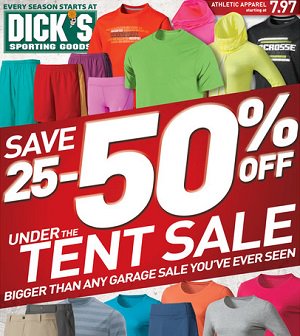 EVERY SEASON STARTS AT
DICK'S
SPORTING GOODS
ATHLETIC APPAREL
starting at 7.97
LACROSSE
SAVE
25-50% OFF
UNDER THE
TENT SALE
BIGGER THAN ANY GARAGE SALE YOU'VE EVER SEEN